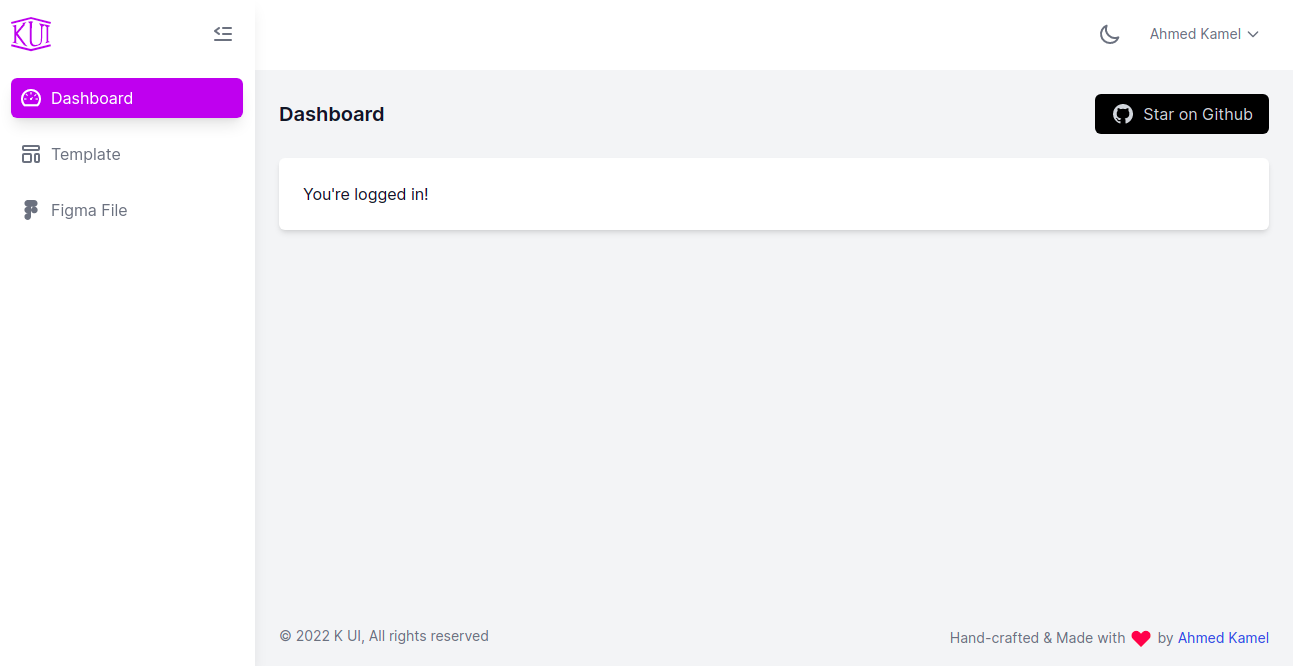 KUI
Ahmed Kamel
Dashboard
Template
Figma File
Dashboard
Star on Github
You're logged in!
© 2022 K UI, All rights reserved
Hand-crafted & Made with by Ahmed Kamel